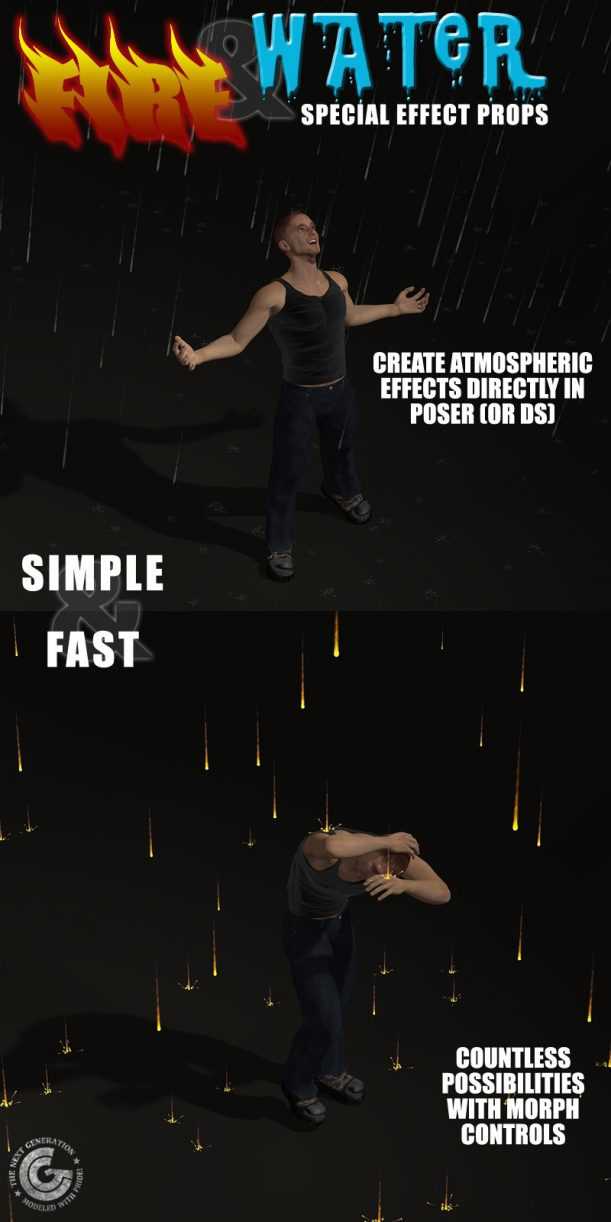 FIRE & WATER
SPECIAL EFFECT PROPS
CREATE ATMOSPHERIC
EFFECTS DIRECTLY IN
POSER (OR DS)
SIMPLE
&
FAST
COUNTLESS
POSSIBILITIES
WITH MORPH
CONTROLS
THE NEXT GENERATION
MODELED WITH PRIDE!